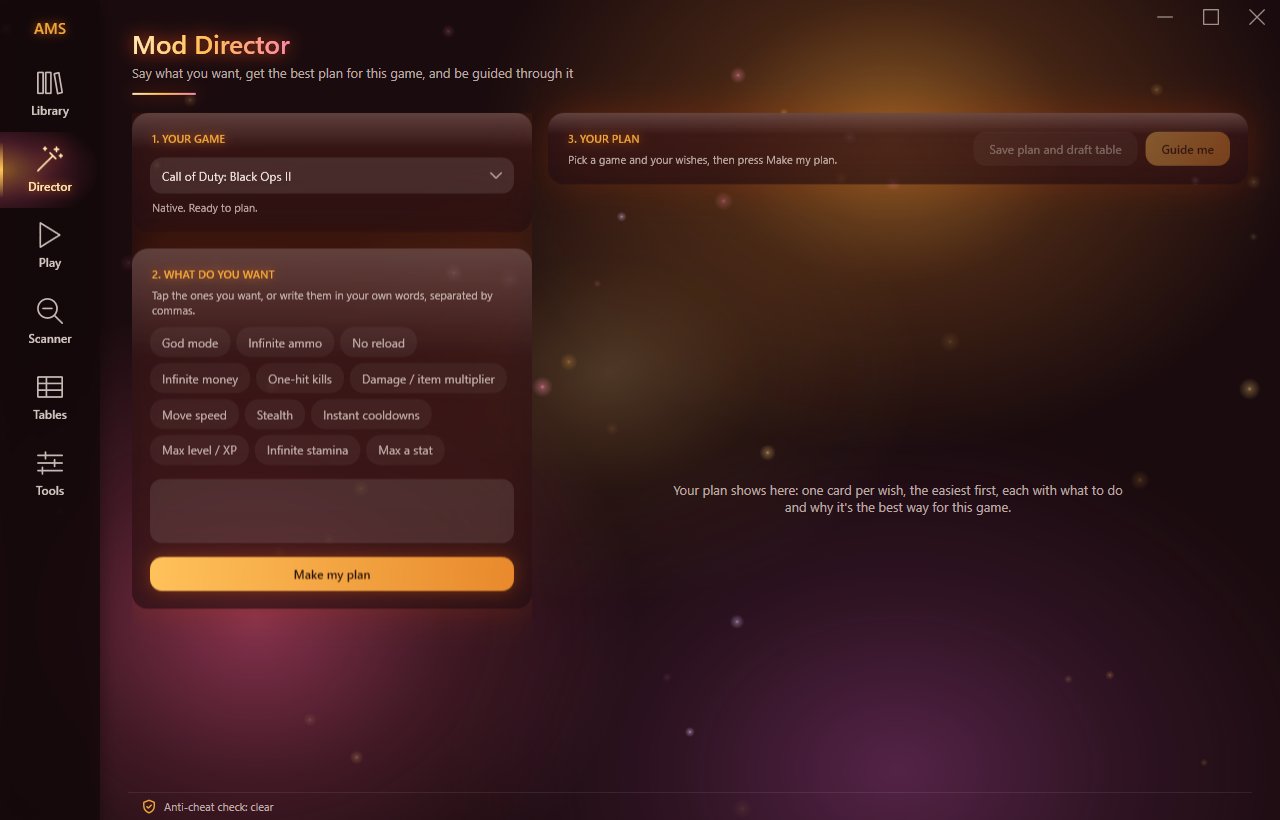 AMS
Library
Director
Play
Scanner
Tables
Tools
Mod Director
Say what you want, get the best plan for this game, and be guided through it
1. YOUR GAME
Call of Duty: Black Ops II
Native. Ready to plan.
2. WHAT DO YOU WANT
Tap the ones you want, or write them in your own words, separated by
commas.
God mode
Infinite ammo
No reload
Infinite money
One-hit kills
Damage / item multiplier
Move speed
Stealth
Instant cooldowns
Max level / XP
Infinite stamina
Max a stat
Make my plan
3. YOUR PLAN
Pick a game and your wishes, then press Make my plan.
Save plan and draft table
Guide me
Your plan shows here: one card per wish, the easiest first, each with what to do
and why it's the best way for this game.
Anti-cheat check: clear